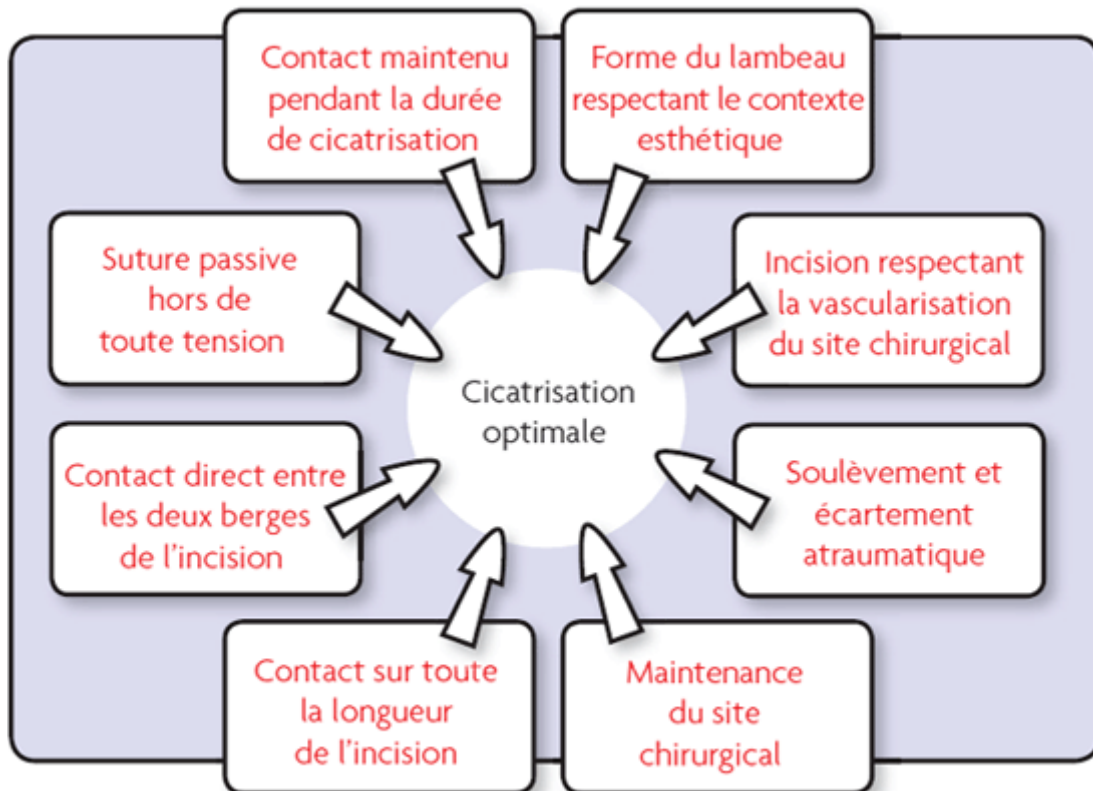 Contact maintenu
pendant la durée
de cicatrisation
Forme du lambeau
respectant le contexte
esthétique
Suture passive
hors de
toute tension
Incision respectant
la vascularisation
du site chirurgical
Cicatrisation
optimale
Contact direct entre
les deux berges
de l'incision
Soulèvement et
écartement
atraumatique
Contact sur toute
la longueur
de l'incision
Maintenance
du site
chirurgical